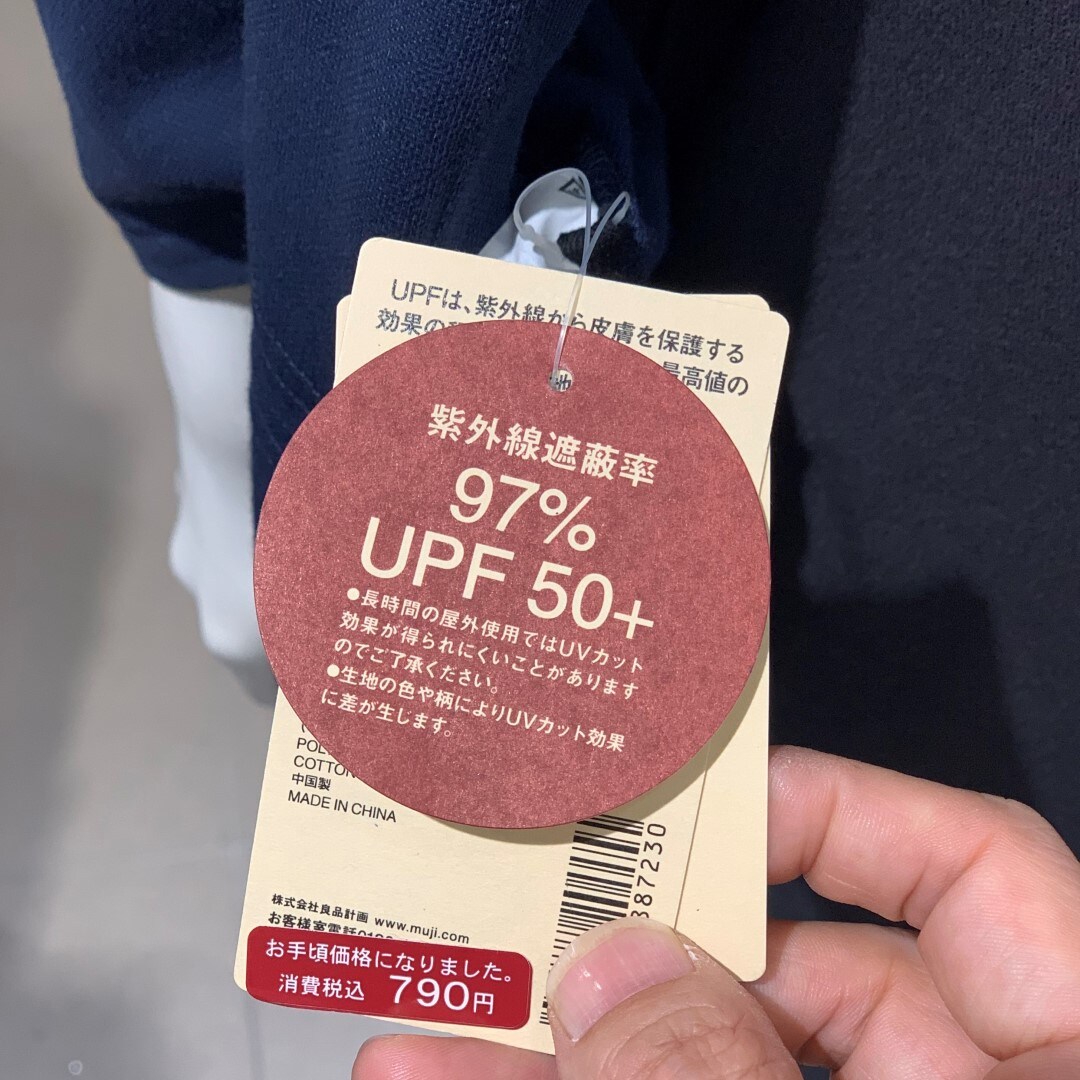 UPFは、紫外線から皮膚を保護する
効果の
最高値の
地
紫外線遮蔽率
97%
UPF 50+
●長時間の屋外使用ではUVカット
効果が得られにくいことがあります
のでご了承ください。
●生地の色や柄によりUVカット効果
に差が生じます。
COTTON
中国製
MADE IN CHINA
387230
株式会社良品計画 www.muji.com
お客様室電話
お手頃価格になりました。
消費税込 790円